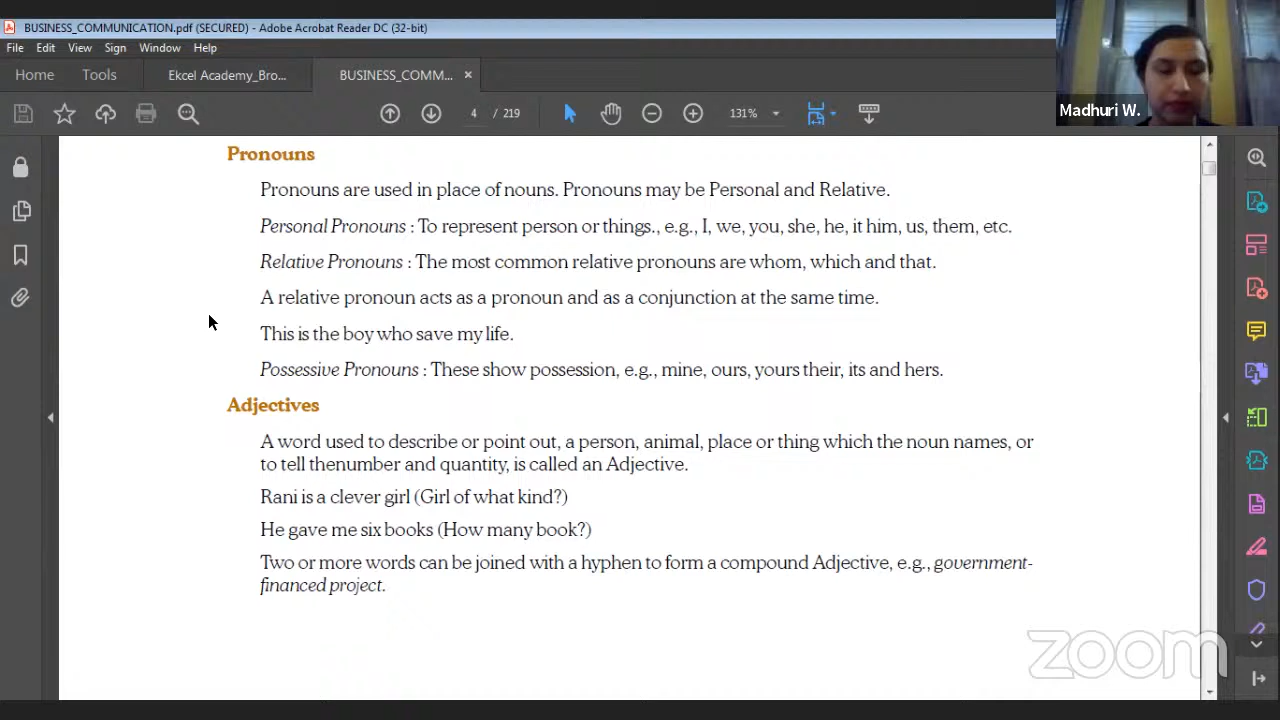 BUSINESS_COMMUNICATION.pdf (SECURED) - Adobe Acrobat Reader DC (32-bit)
File Edit View Sign Window Help
Home Tools Ekcel Academy_Bro... BUSINESS_COMM... ×
4 / 219 131%
Madhuri W.
Pronouns
Pronouns are used in place of nouns. Pronouns may be Personal and Relative.
Personal Pronouns : To represent person or things., e.g., I, we, you, she, he, it him, us, them, etc.
Relative Pronouns : The most common relative pronouns are whom, which and that.
A relative pronoun acts as a pronoun and as a conjunction at the same time.
This is the boy who save my life.
Possessive Pronouns : These show possession, e.g., mine, ours, yours their, its and hers.
Adjectives
A word used to describe or point out, a person, animal, place or thing which the noun names, or
to tell thenumber and quantity, is called an Adjective.
Rani is a clever girl (Girl of what kind?)
He gave me six books (How many book?)
Two or more words can be joined with a hyphen to form a compound Adjective, e.g., government-
financed project.
zoom